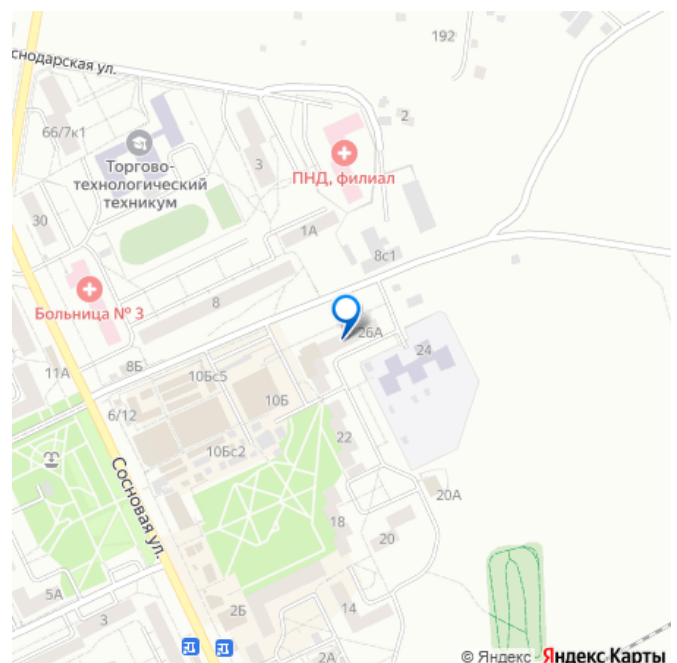 192
снодарская ул.
2
66/7к1
Торгово-
технологический
техникум
3
ПНД, филиал
30
1А
8с1
Больница № 3
8
26А
24
11А
8Б
10Бс5
10Б
6/12
22
10Бс2
Сосновая ул.
20А
18
20
5А
3
2Б
14
2А
© Яндекс
Яндекс Карты